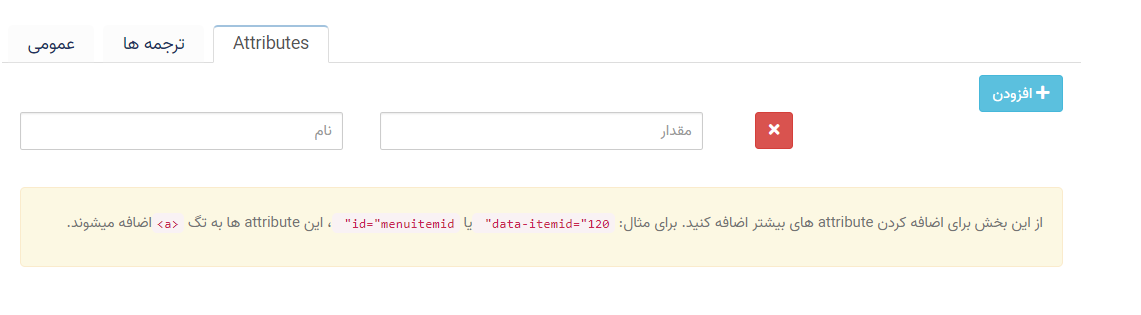 عمومی
ترجمه ها
Attributes
افزودن
نام
مقدار
از این بخش برای اضافه کردن attribute های بیشتر اضافه کنید. برای مثال: data-itemid="120" یا id="menuitemid" ، این attribute ها به تگ <a> اضافه میشوند.